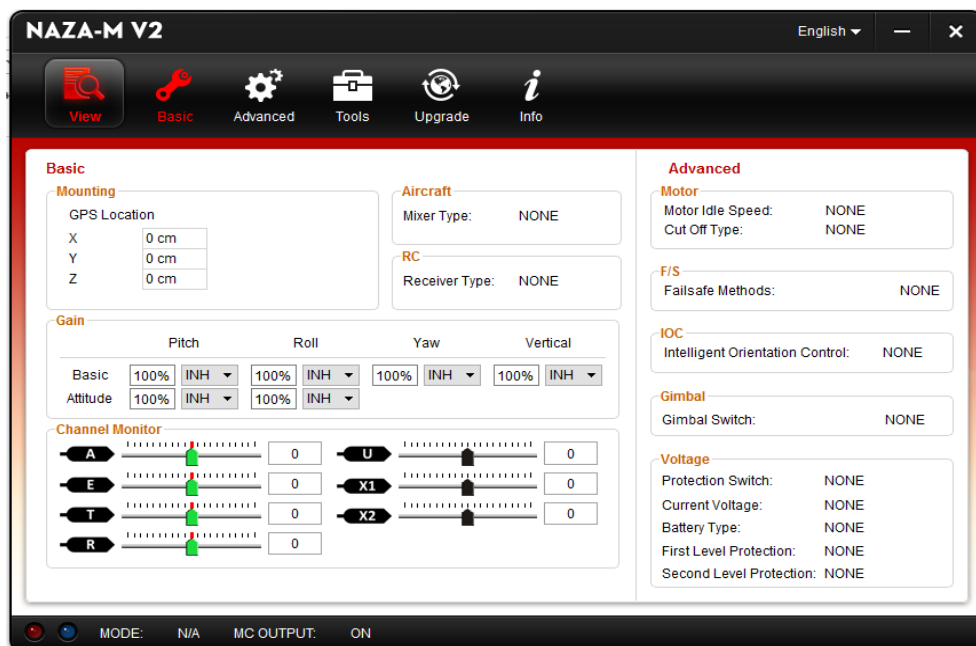 NAZA-M V2
English
View Basic Advanced Tools Upgrade Info
Basic
Mounting
GPS Location
X 0 cm
Y 0 cm
Z 0 cm
Aircraft
Mixer Type: NONE
RC
Receiver Type: NONE
Gain
Pitch Roll Yaw Vertical
Basic 100% INH 100% INH 100% INH 100% INH
Attitude 100% INH 100% INH
Channel Monitor
A 0 U 0
E 0 X1 0
T 0 X2 0
R 0
Advanced
Motor
Motor Idle Speed: NONE
Cut Off Type: NONE
F/S
Failsafe Methods: NONE
IOC
Intelligent Orientation Control: NONE
Gimbal
Gimbal Switch: NONE
Voltage
Protection Switch: NONE
Current Voltage: NONE
Battery Type: NONE
First Level Protection: NONE
Second Level Protection: NONE
MODE: N/A MC OUTPUT: ON